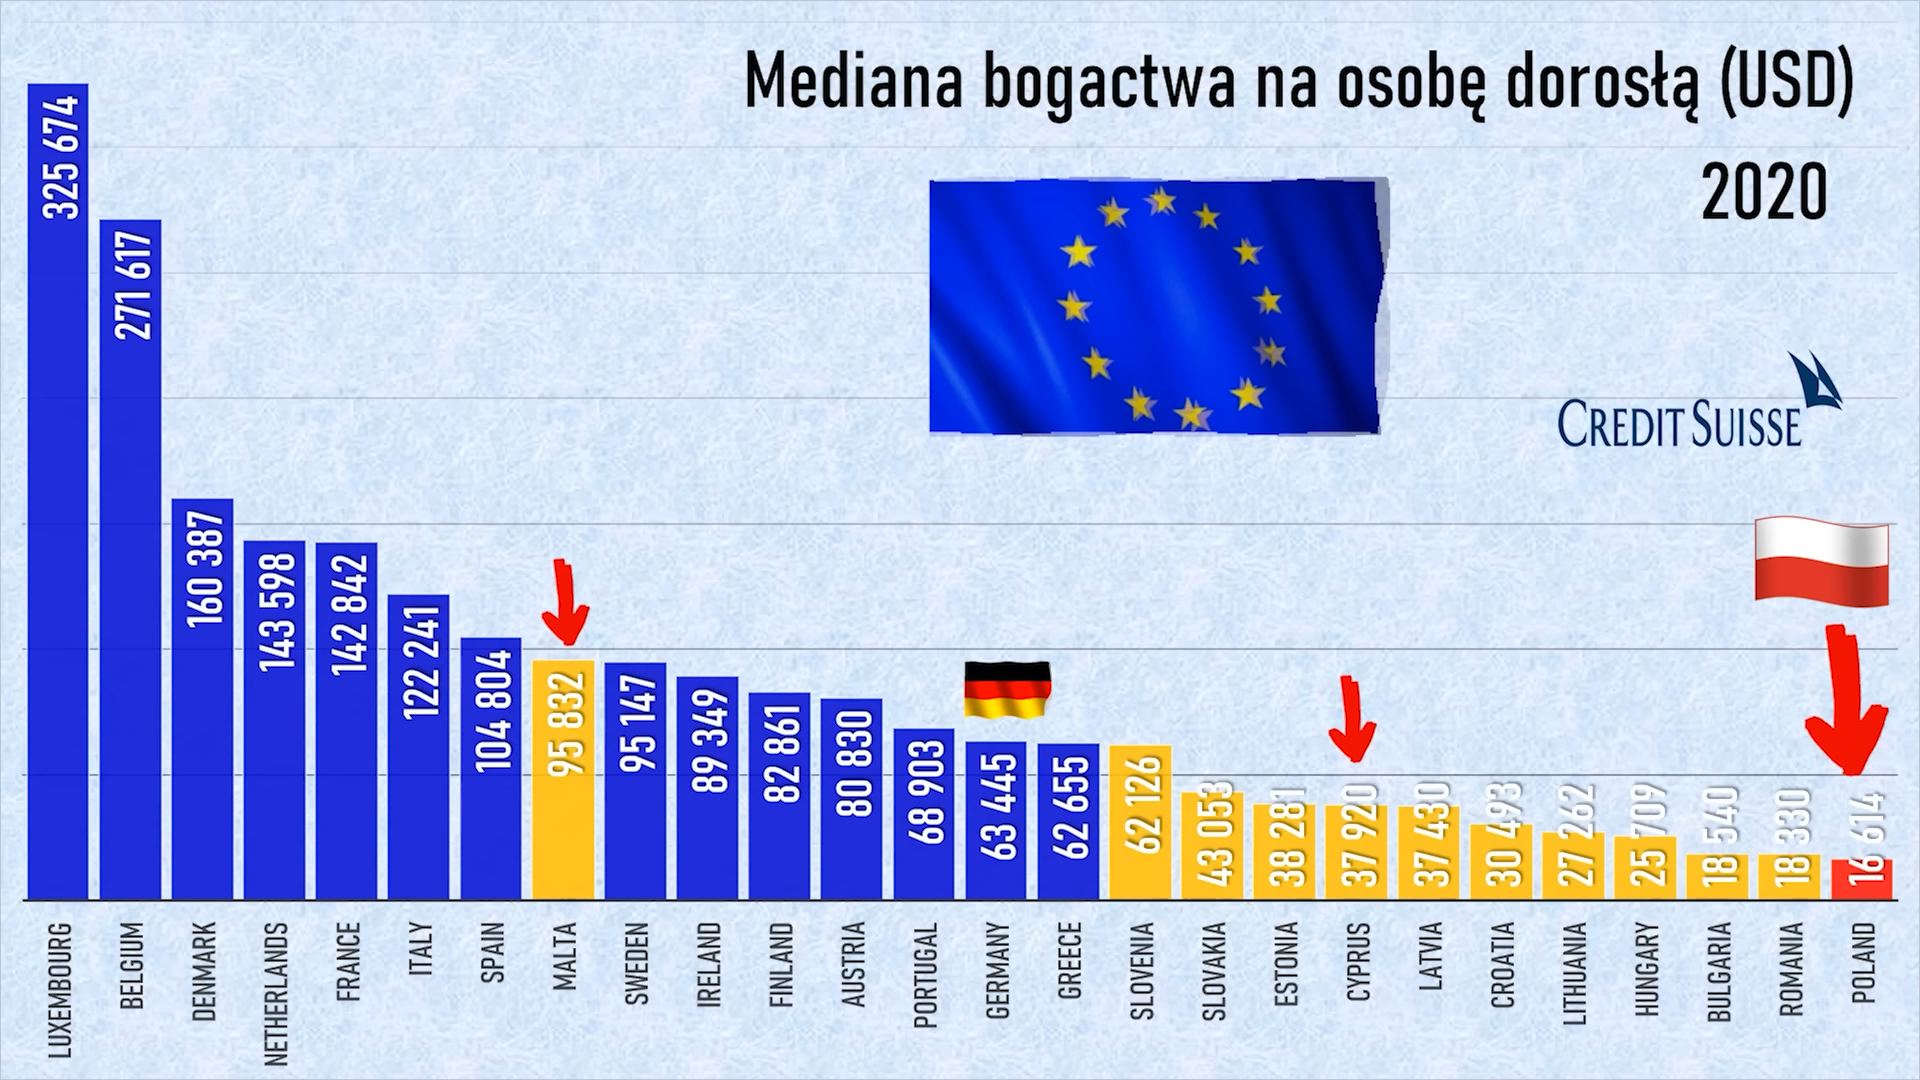 Mediana bogactwa na osobę dorosłą (USD)
2020
CREDIT SUISSE
325 674
271 617
160 387
143 598
142 842
122 241
104 804
95 832
95 147
89 349
82 861
80 830
68 903
63 445
62 655
62 126
43 053
38 281
37 920
37 430
30 493
27 262
25 709
18 540
18 330
16 614
LUXEMBOURG
BELGIUM
DENMARK
NETHERLANDS
FRANCE
ITALY
SPAIN
MALTA
SWEDEN
IRELAND
FINLAND
AUSTRIA
PORTUGAL
GERMANY
GREECE
SLOVENIA
SLOVAKIA
ESTONIA
CYPRUS
LATVIA
CROATIA
LITHUANIA
HUNGARY
BULGARIA
ROMANIA
POLAND